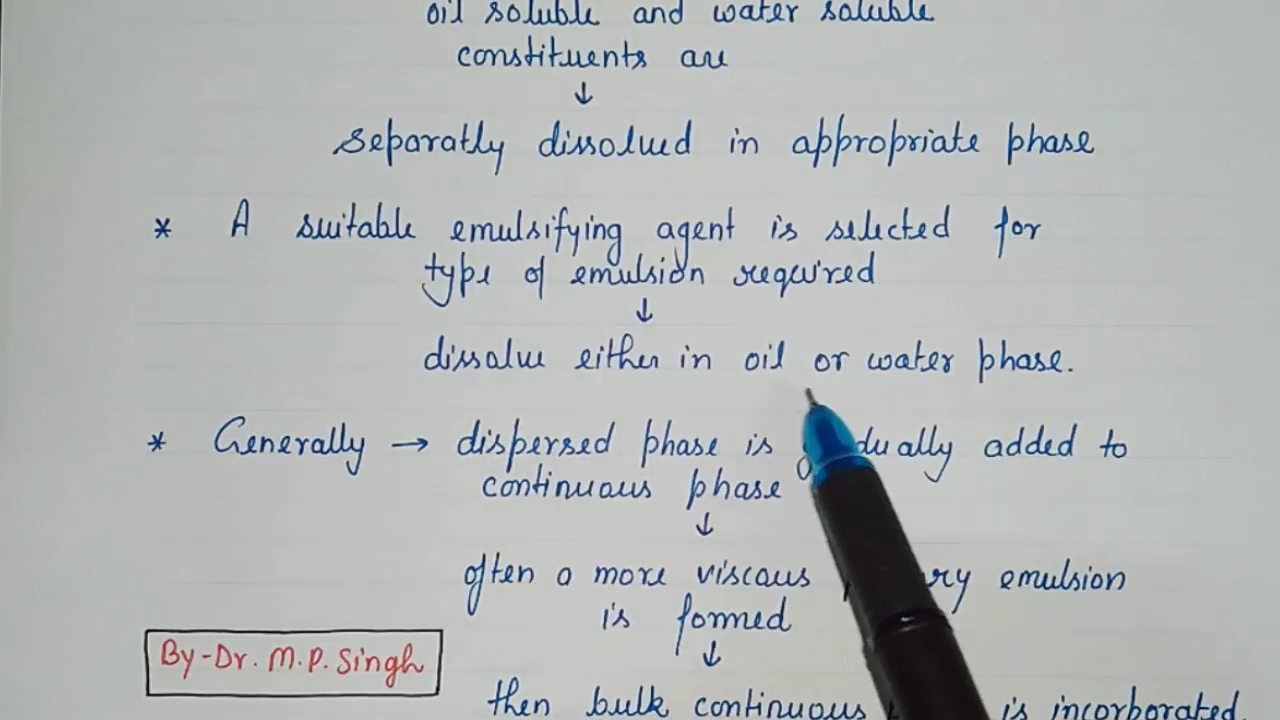 oil soluble and water soluble
constituents are
↓
separatly dissolved in appropriate phase
* A suitable emulsifying agent is selected for
type of emulsion required
↓
dissolve either in oil or water phase.
* Generally → dispersed phase is gradually added to
continuous phase
↓
often a more viscous emulsion
is formed
↓
By-Dr. M.P. Singh
then bulk continuous is incorporated.